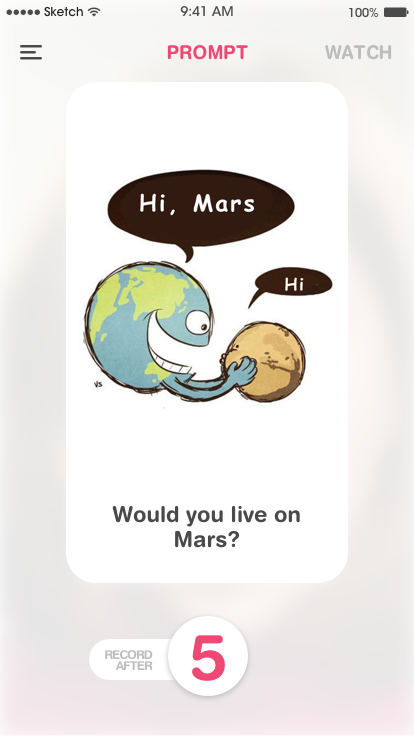 Sketch 9:41 AM 100%
PROMPT WATCH
Hi, Mars
Hi
VS
Would you live on
Mars?
RECORD
AFTER
5